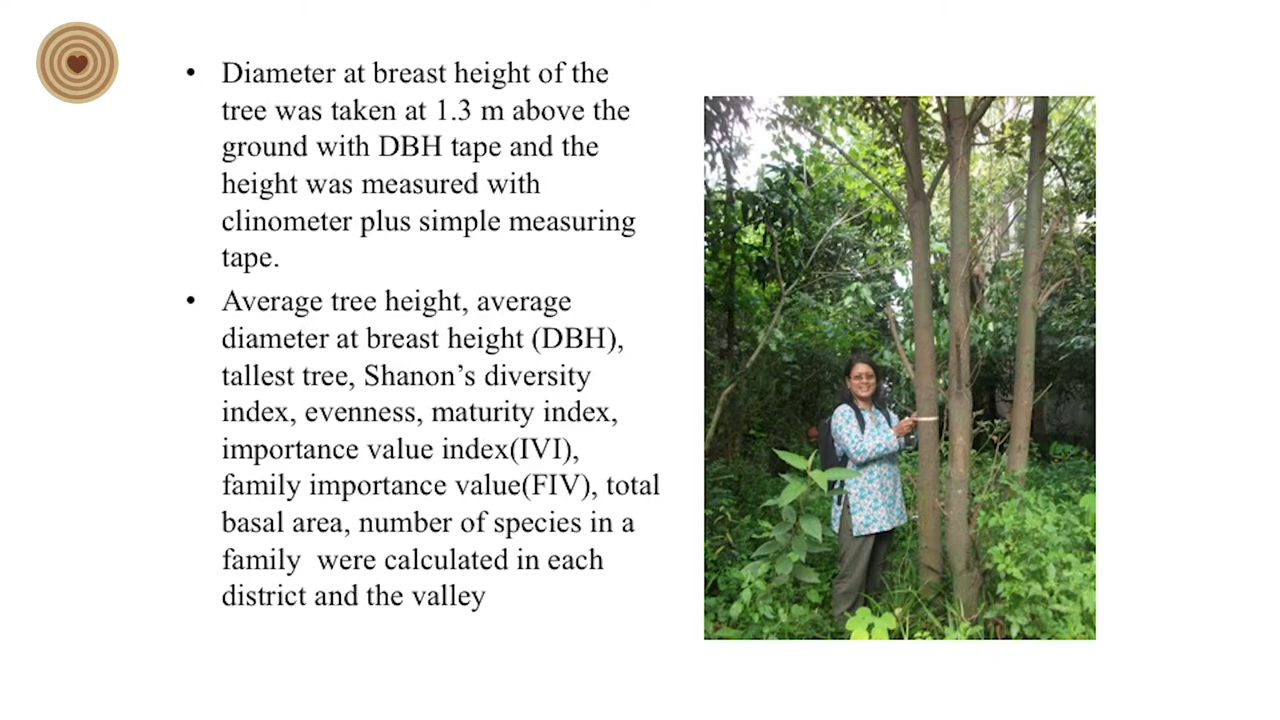 • Diameter at breast height of the
tree was taken at 1.3 m above the
ground with DBH tape and the
height was measured with
clinometer plus simple measuring
tape.
• Average tree height, average
diameter at breast height (DBH),
tallest tree, Shanon’s diversity
index, evenness, maturity index,
importance value index(IVI),
family importance value(FIV), total
basal area, number of species in a
family  were calculated in each
district and the valley